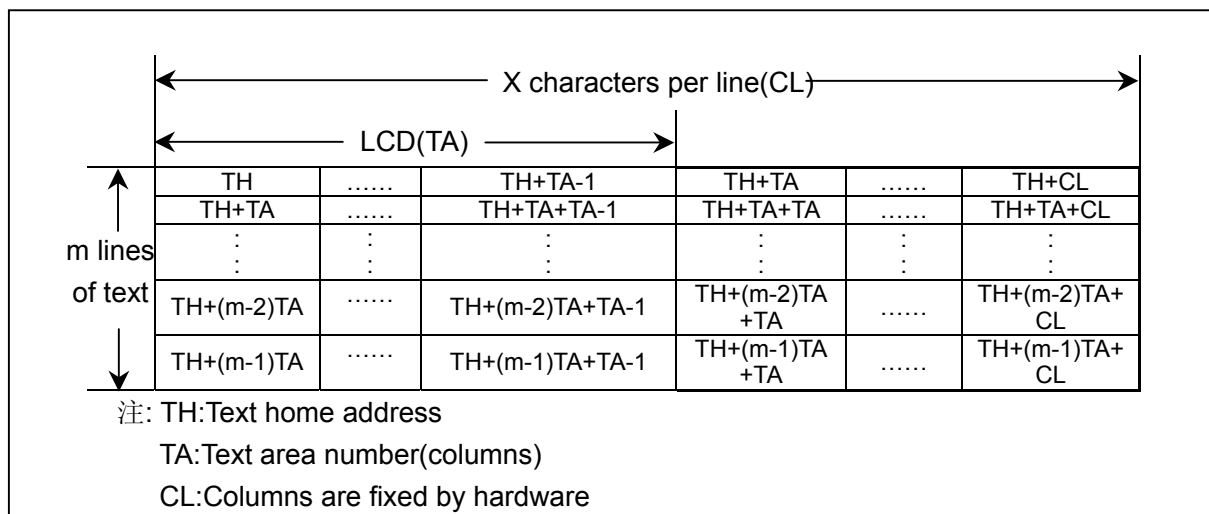 X characters per line(CL)
LCD(TA)
TH …… TH+TA-1 TH+TA …… TH+CL
TH+TA …… TH+TA+TA-1 TH+TA+TA …… TH+TA+CL
m lines
of text
TH+(m-2)TA …… TH+(m-2)TA+TA-1 TH+(m-2)TA
+TA …… TH+(m-2)TA+
CL
TH+(m-1)TA …… TH+(m-1)TA+TA-1 TH+(m-1)TA
+TA …… TH+(m-1)TA+
CL
注: TH:Text home address
TA:Text area number(columns)
CL:Columns are fixed by hardware